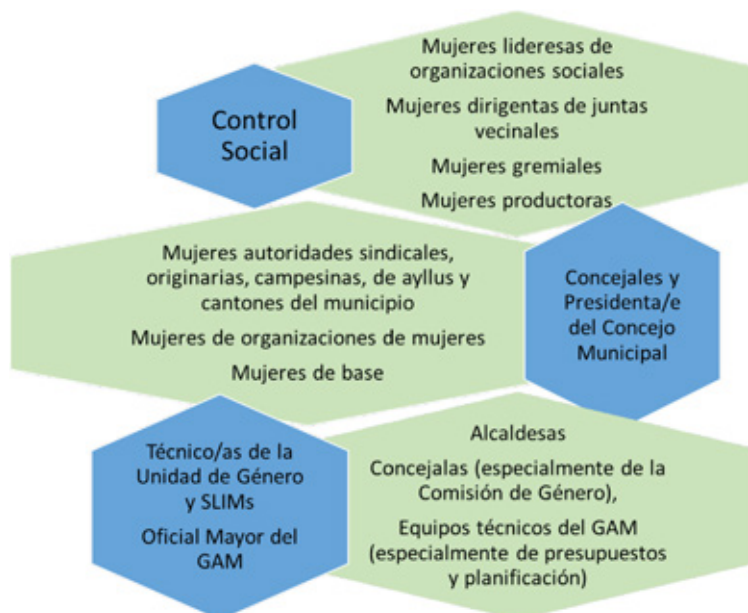 Control
Social
Mujeres lideresas de
organizaciones sociales
Mujeres dirigentas de juntas
vecinales
Mujeres gremiales
Mujeres productoras
Mujeres autoridades sindicales,
originarias, campesinas, de ayllus y
cantones del municipio
Mujeres de organizaciones de mujeres
Mujeres de base
Concejales y
Presidenta/e
del Concejo
Municipal
Técnico/as de la
Unidad de Género
y SLIMs
Oficial Mayor del
GAM
Alcaldesas
Concejalas (especialmente de la
Comisión de Género),
Equipos técnicos del GAM
(especialmente de presupuestos
y planificación)